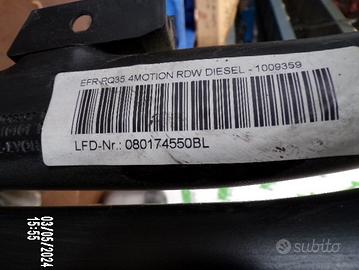 EFR-RQ35 4MOTION RDW DIESEL - 1009359
LFD-Nr.: 080174550BL
03/05/2024
15:55
subito